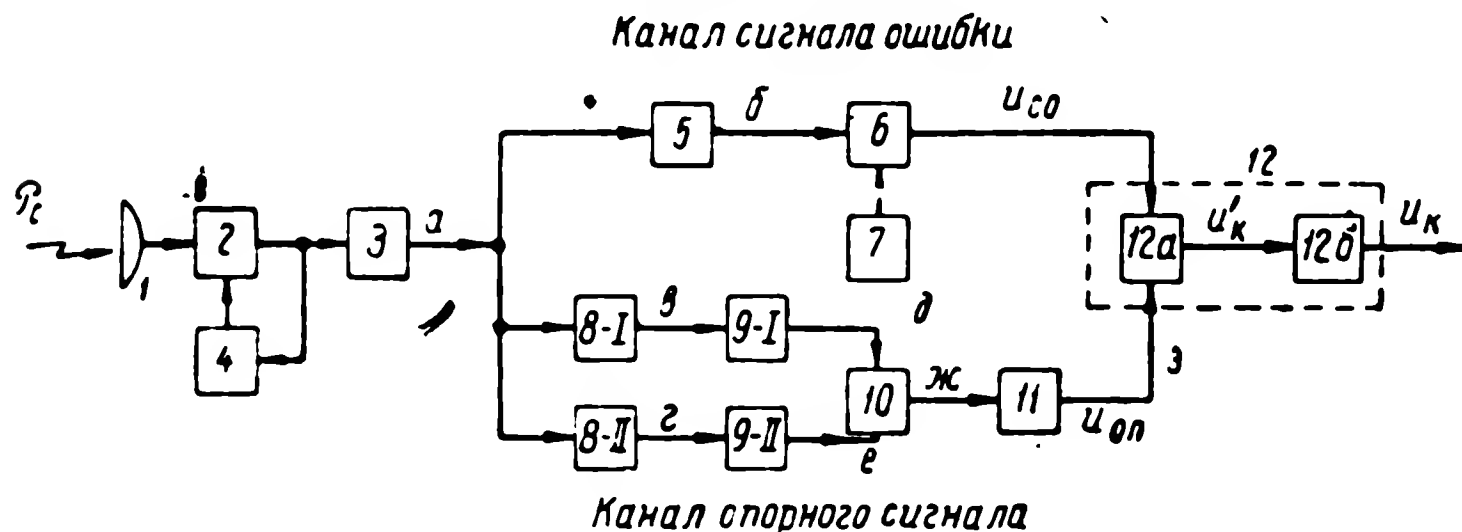 Канал сигнала ошибки
б
u_со
5
6
12
𝒫_с
2
3
а
12а
u'_к
12б
u_к
1
7
в
д
8-I
9-I
4
з
ж
10
11
г
u_оп
8-II
9-II
е
Канал опорного сигнала